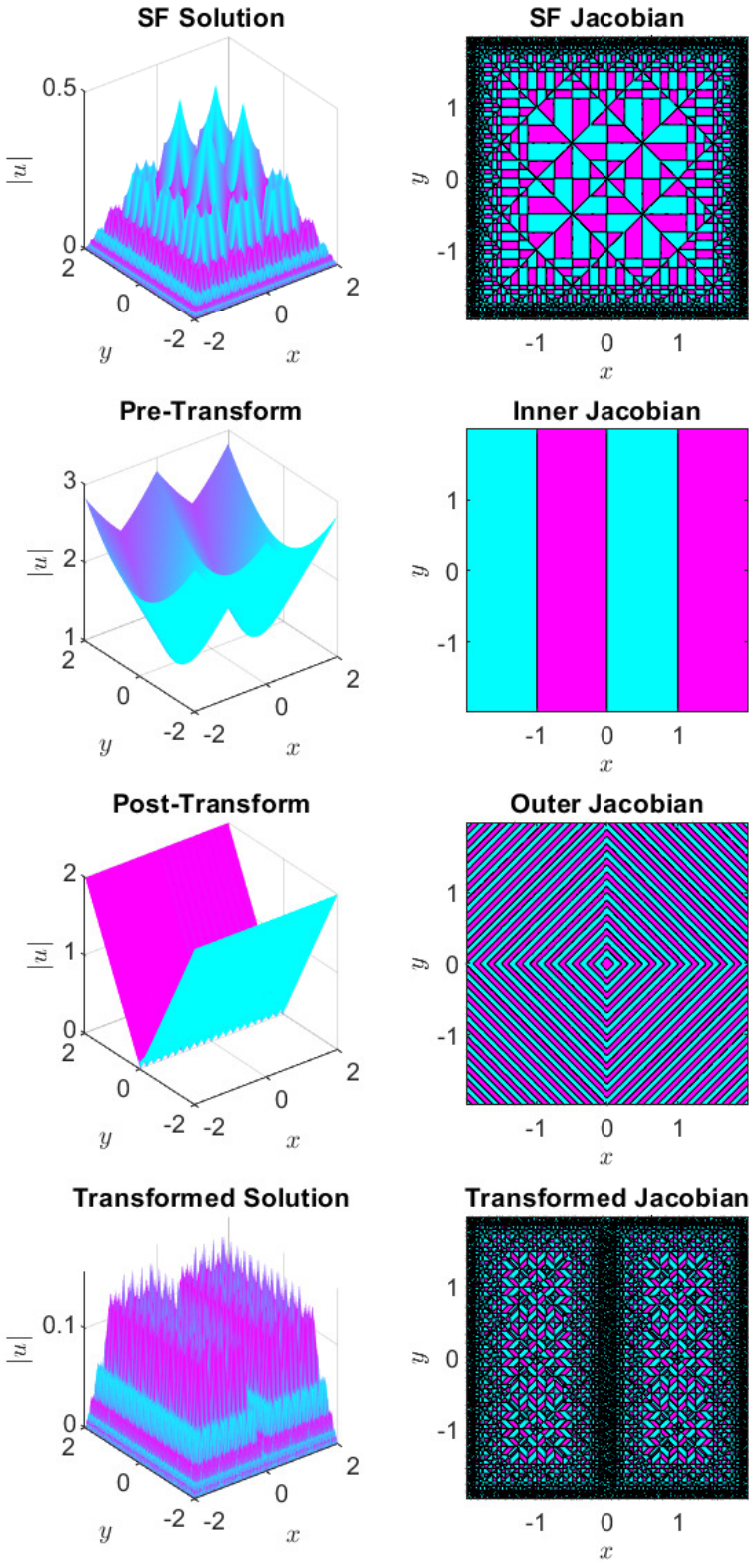 SF Solution
0.5
|u|
0
2
0
-2
y
-2
0
2
x
SF Jacobian
1
y
0
-1
-1
0
1
x
Pre-Transform
3
|u|
2
1
2
0
-2
y
-2
0
2
x
Inner Jacobian
1
y
0
-1
-1
0
1
x
Post-Transform
2
|u|
1
0
2
0
-2
y
-2
0
2
x
Outer Jacobian
1
y
0
-1
-1
0
1
x
Transformed Solution
0.1
|u|
0
2
0
-2
y
-2
0
2
x
Transformed Jacobian
1
y
0
-1
-1
0
1
x